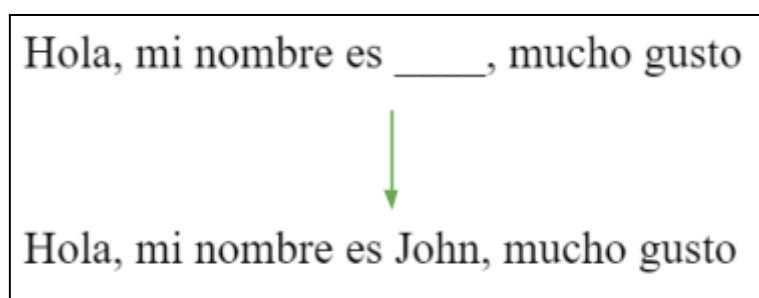 Hola, mi nombre es ____, mucho gusto
Hola, mi nombre es John, mucho gusto